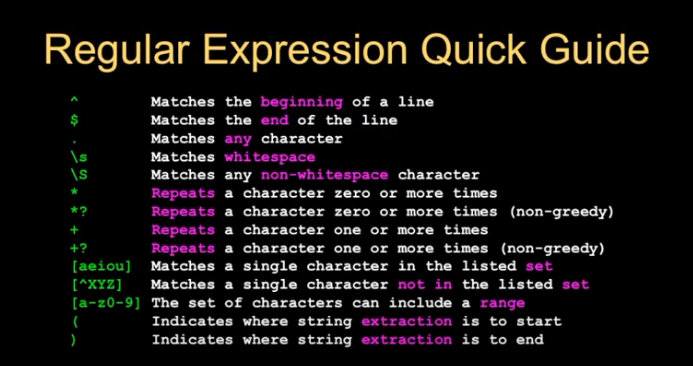 Regular Expression Quick Guide
^ Matches the beginning of a line
$ Matches the end of the line
. Matches any character
\s Matches whitespace
\S Matches any non-whitespace character
* Repeats a character zero or more times
*? Repeats a character zero or more times (non-greedy)
+ Repeats a character one or more times
+? Repeats a character one or more times (non-greedy)
[aeiou] Matches a single character in the listed set
[^XYZ] Matches a single character not in the listed set
[a-z0-9] The set of characters can include a range
( Indicates where string extraction is to start
) Indicates where string extraction is to end